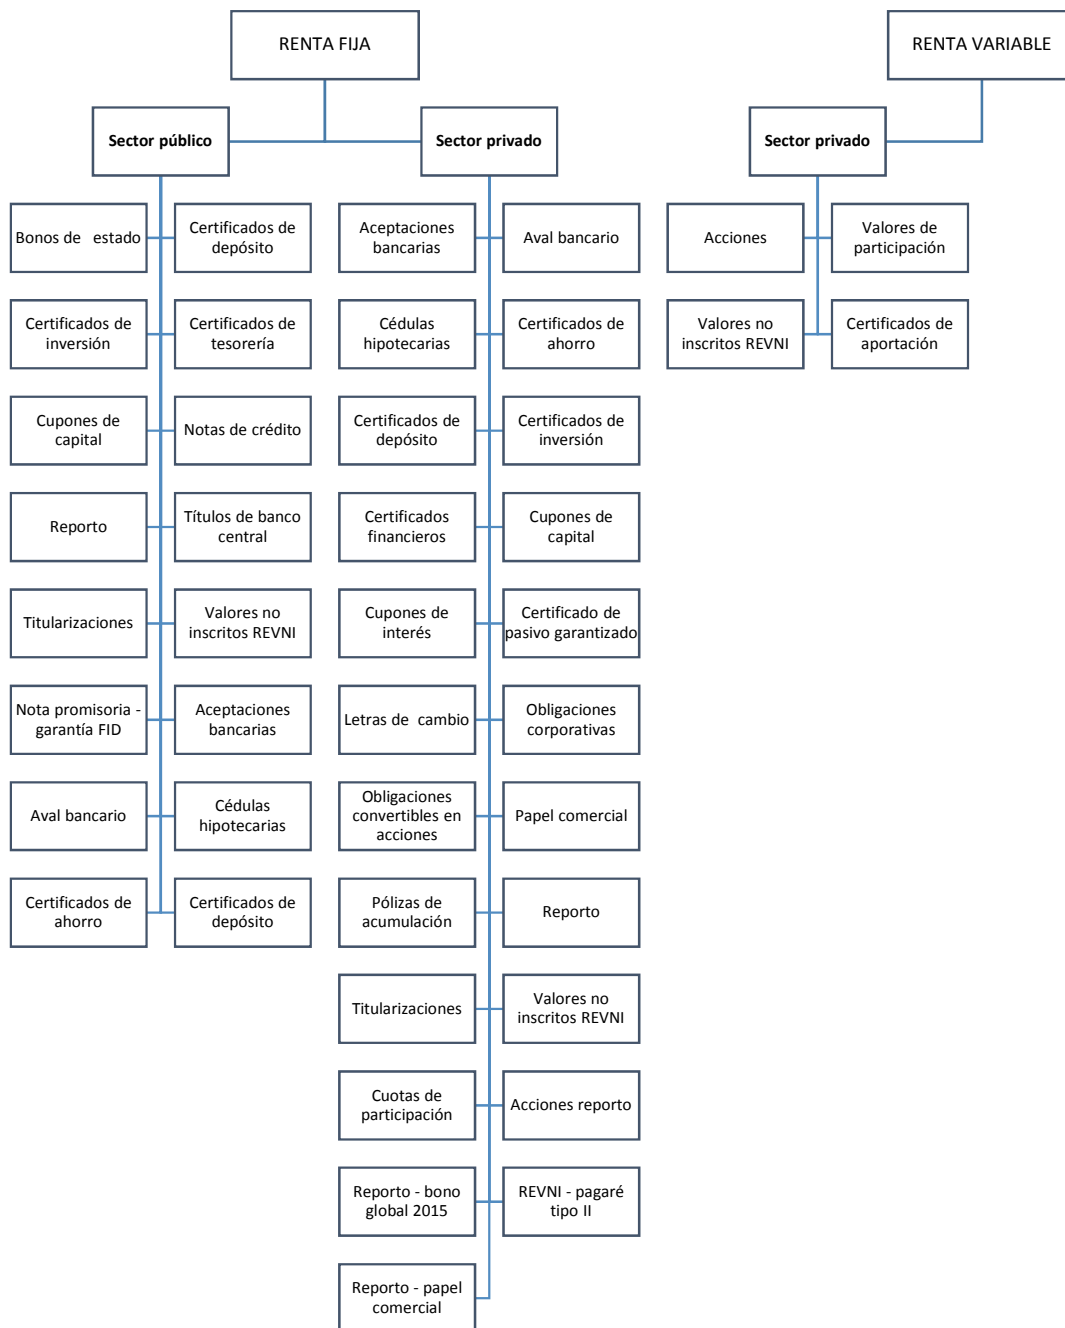 RENTA FIJA
RENTA VARIABLE
Sector público
Sector privado
Sector privado
Bonos de estado
Certificados de
depósito
Aceptaciones
bancarias
Aval bancario
Acciones
Valores de
participación
Certificados de
inversión
Certificados de
tesorería
Cédulas
hipotecarias
Certificados de
ahorro
Valores no
inscritos REVNI
Certificados de
aportación
Cupones de
capital
Notas de crédito
Certificados de
depósito
Certificados de
inversión
Reporto
Títulos de banco
central
Certificados
financieros
Cupones de
capital
Titularizaciones
Valores no
inscritos REVNI
Cupones de
interés
Certificado de
pasivo garantizado
Nota promisoria -
garantía FID
Aceptaciones
bancarias
Letras de cambio
Obligaciones
corporativas
Aval bancario
Cédulas
hipotecarias
Obligaciones
convertibles en
acciones
Papel comercial
Certificados de
ahorro
Certificados de
depósito
Pólizas de
acumulación
Reporto
Titularizaciones
Valores no
inscritos REVNI
Cuotas de
participación
Acciones reporto
Reporto - bono
global 2015
REVNI - pagaré
tipo II
Reporto - papel
comercial